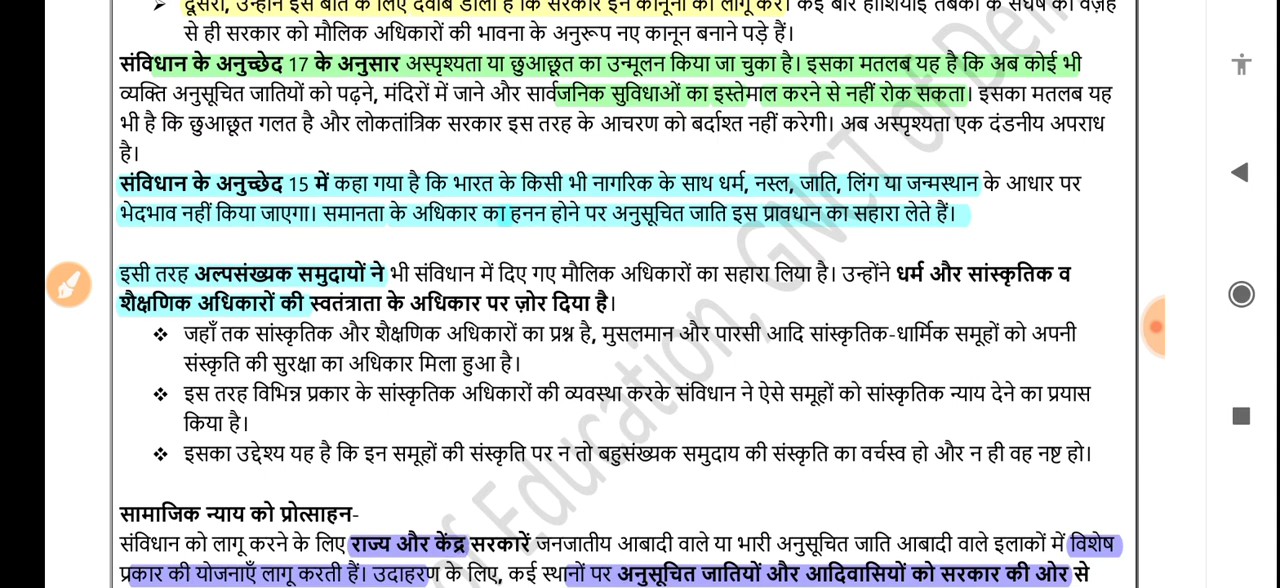 दूसरा, उन्होंने इस बात के लिए दबाव डाला है कि सरकार इन कानूनों को लागू करे। कई बार हाशियाई तबकों के संघर्ष की वज़ह
से ही सरकार को मौलिक अधिकारों की भावना के अनुरूप नए कानून बनाने पड़े हैं।
संविधान के अनुच्छेद 17 के अनुसार अस्पृश्यता या छुआछूत का उन्मूलन किया जा चुका है। इसका मतलब यह है कि अब कोई भी
व्यक्ति अनुसूचित जातियों को पढ़ने, मंदिरों में जाने और सार्वजनिक सुविधाओं का इस्तेमाल करने से नहीं रोक सकता। इसका मतलब यह
भी है कि छुआछूत गलत है और लोकतांत्रिक सरकार इस तरह के आचरण को बर्दाश्त नहीं करेगी। अब अस्पृश्यता एक दंडनीय अपराध
है।
संविधान के अनुच्छेद 15 में कहा गया है कि भारत के किसी भी नागरिक के साथ धर्म, नस्ल, जाति, लिंग या जन्मस्थान के आधार पर
भेदभाव नहीं किया जाएगा। समानता के अधिकार का हनन होने पर अनुसूचित जाति इस प्रावधान का सहारा लेते हैं।
इसी तरह अल्पसंख्यक समुदायों ने भी संविधान में दिए गए मौलिक अधिकारों का सहारा लिया है। उन्होंने धर्म और सांस्कृतिक व
शैक्षणिक अधिकारों की स्वतंत्राता के अधिकार पर ज़ोर दिया है।
❖ जहाँ तक सांस्कृतिक और शैक्षणिक अधिकारों का प्रश्न है, मुसलमान और पारसी आदि सांस्कृतिक-धार्मिक समूहों को अपनी
संस्कृति की सुरक्षा का अधिकार मिला हुआ है।
❖ इस तरह विभिन्न प्रकार के सांस्कृतिक अधिकारों की व्यवस्था करके संविधान ने ऐसे समूहों को सांस्कृतिक न्याय देने का प्रयास
किया है।
❖ इसका उद्देश्य यह है कि इन समूहों की संस्कृति पर न तो बहुसंख्यक समुदाय की संस्कृति का वर्चस्व हो और न ही वह नष्ट हो।
सामाजिक न्याय को प्रोत्साहन-
संविधान को लागू करने के लिए राज्य और केंद्र सरकारें जनजातीय आबादी वाले या भारी अनुसूचित जाति आबादी वाले इलाकों में विशेष
प्रकार की योजनाएँ लागू करती हैं। उदाहरण के लिए, कई स्थानों पर अनुसूचित जातियों और आदिवासियों को सरकार की ओर से
of Education, GNCT of Delhi